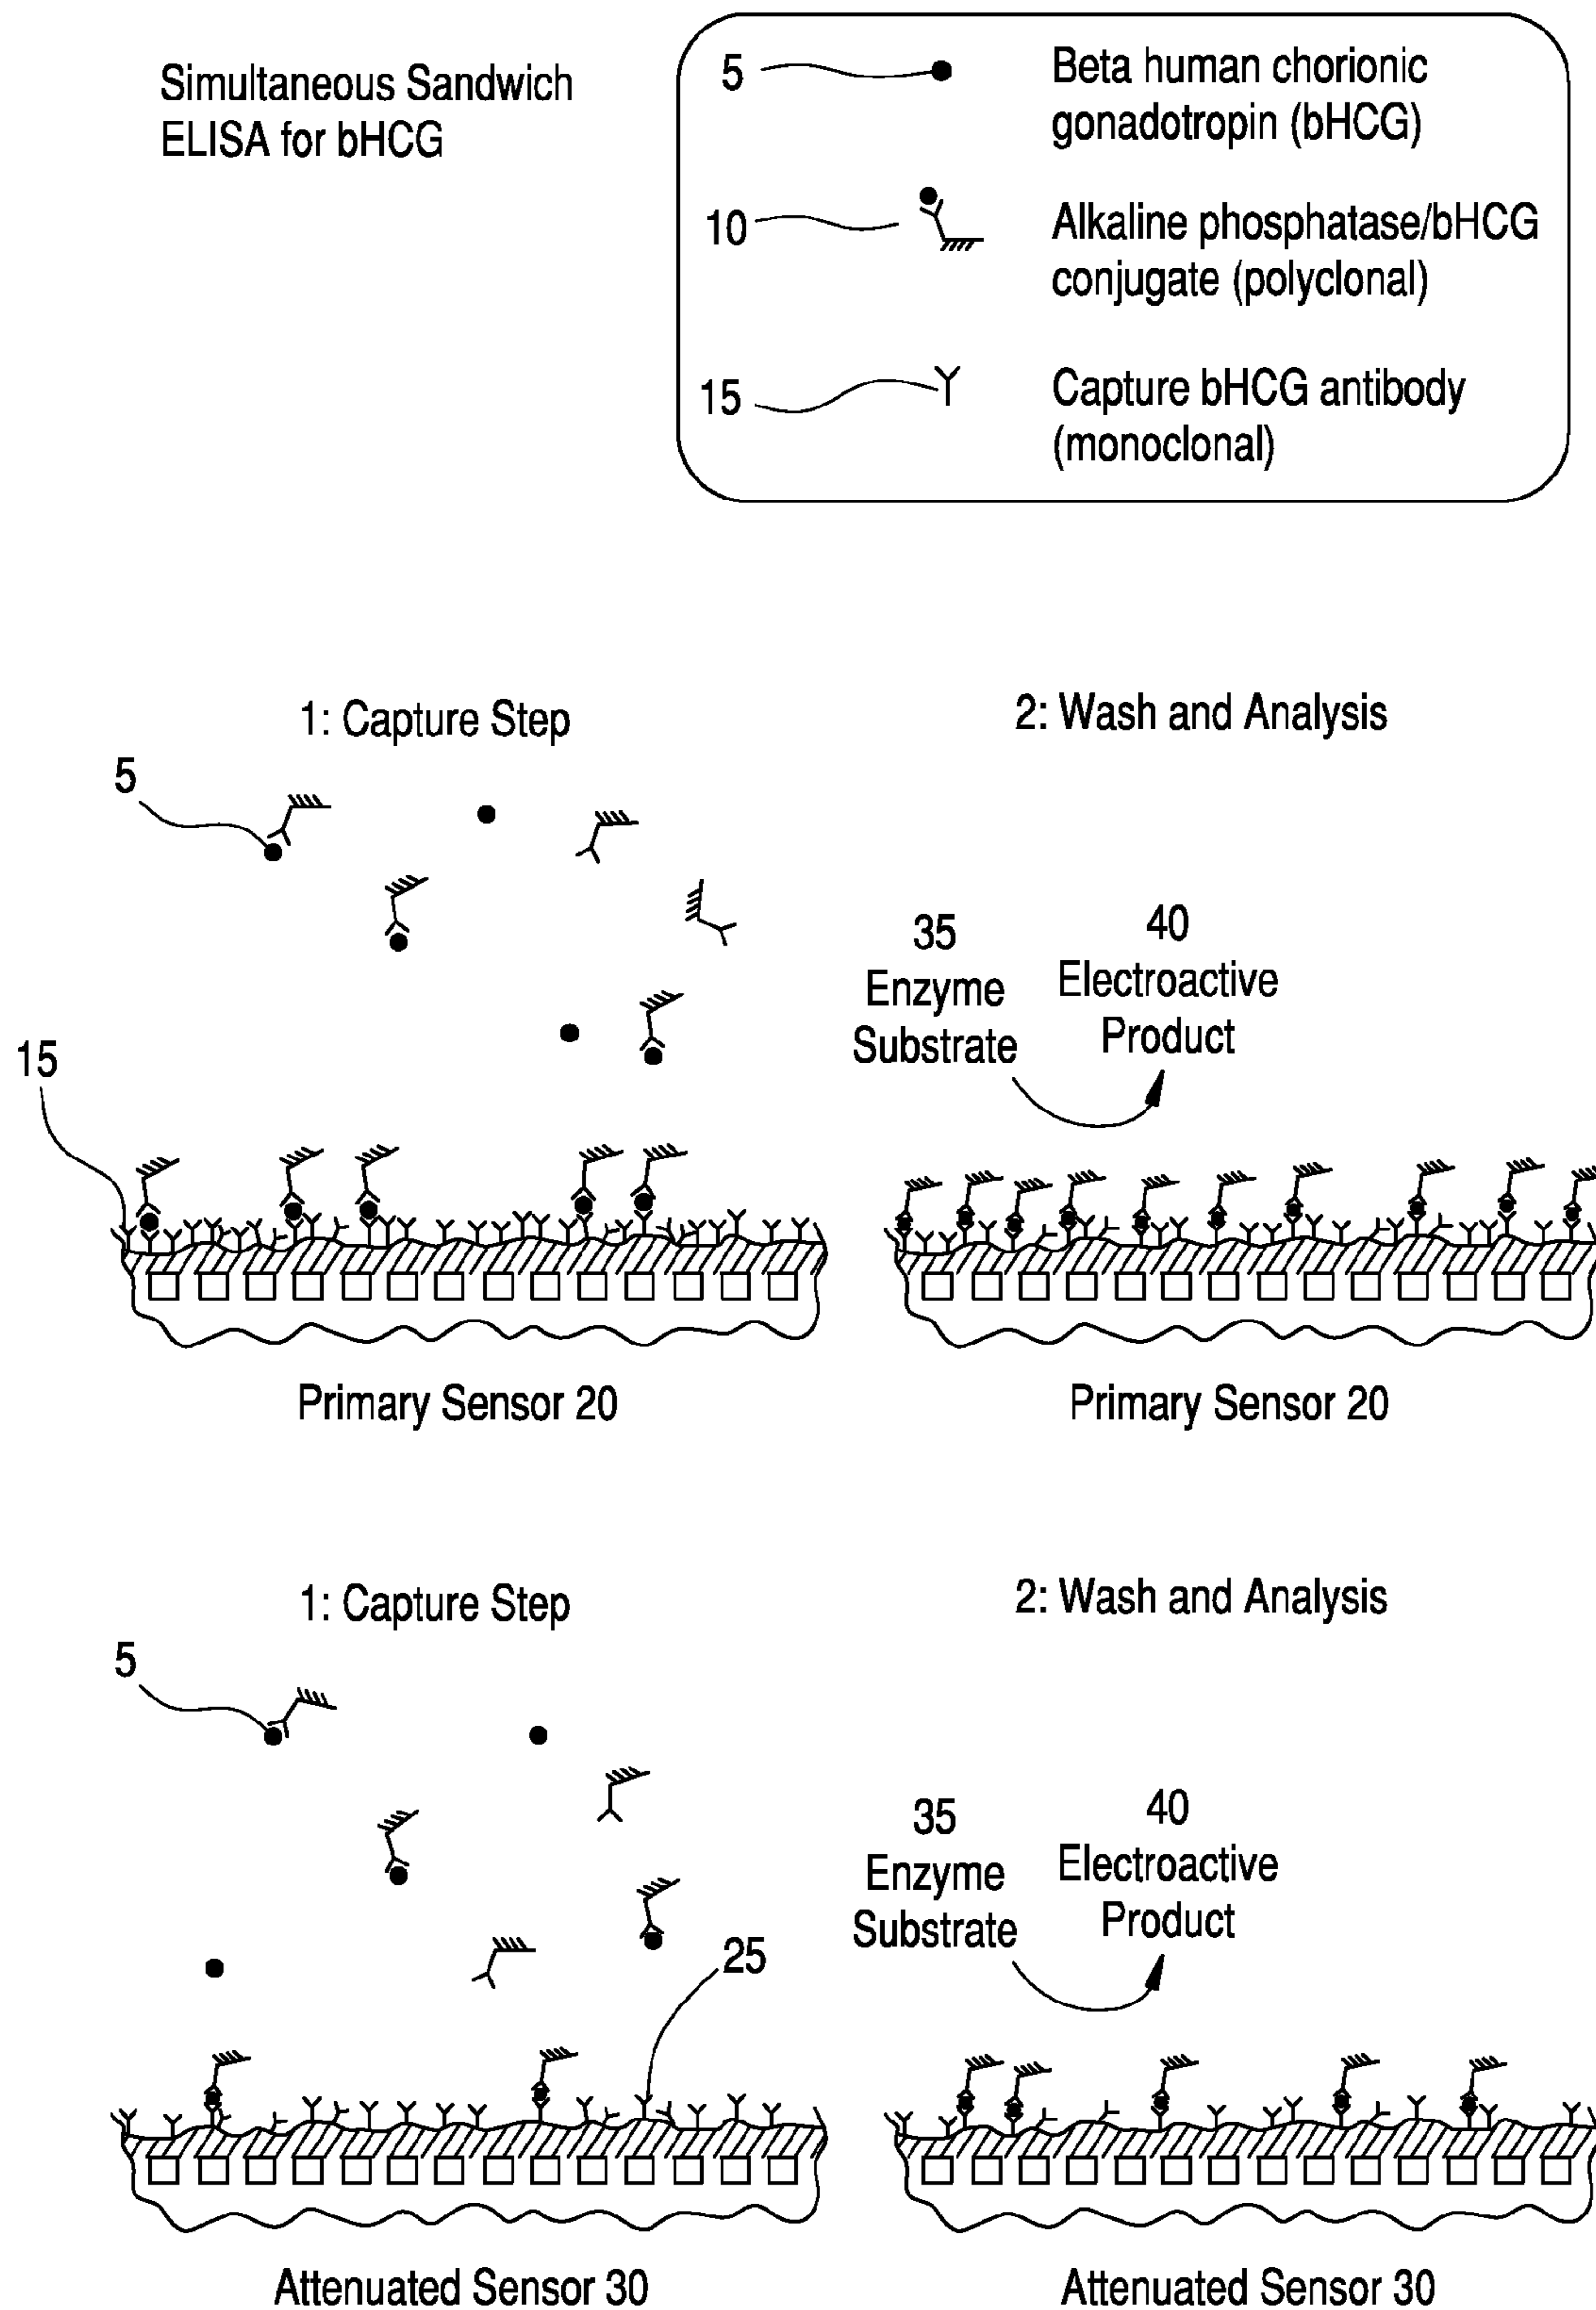 Simultaneous Sandwich
ELISA for bHCG
5
Beta human chorionic
gonadotropin (bHCG)
10
Alkaline phosphatase/bHCG
conjugate (polyclonal)
15
Capture bHCG antibody
(monoclonal)
1: Capture Step
2: Wash and Analysis
5
15
35
Enzyme
Substrate
40
Electroactive
Product
Primary Sensor 20
Primary Sensor 20
1: Capture Step
2: Wash and Analysis
5
25
35
Enzyme
Substrate
40
Electroactive
Product
Attenuated Sensor 30
Attenuated Sensor 30